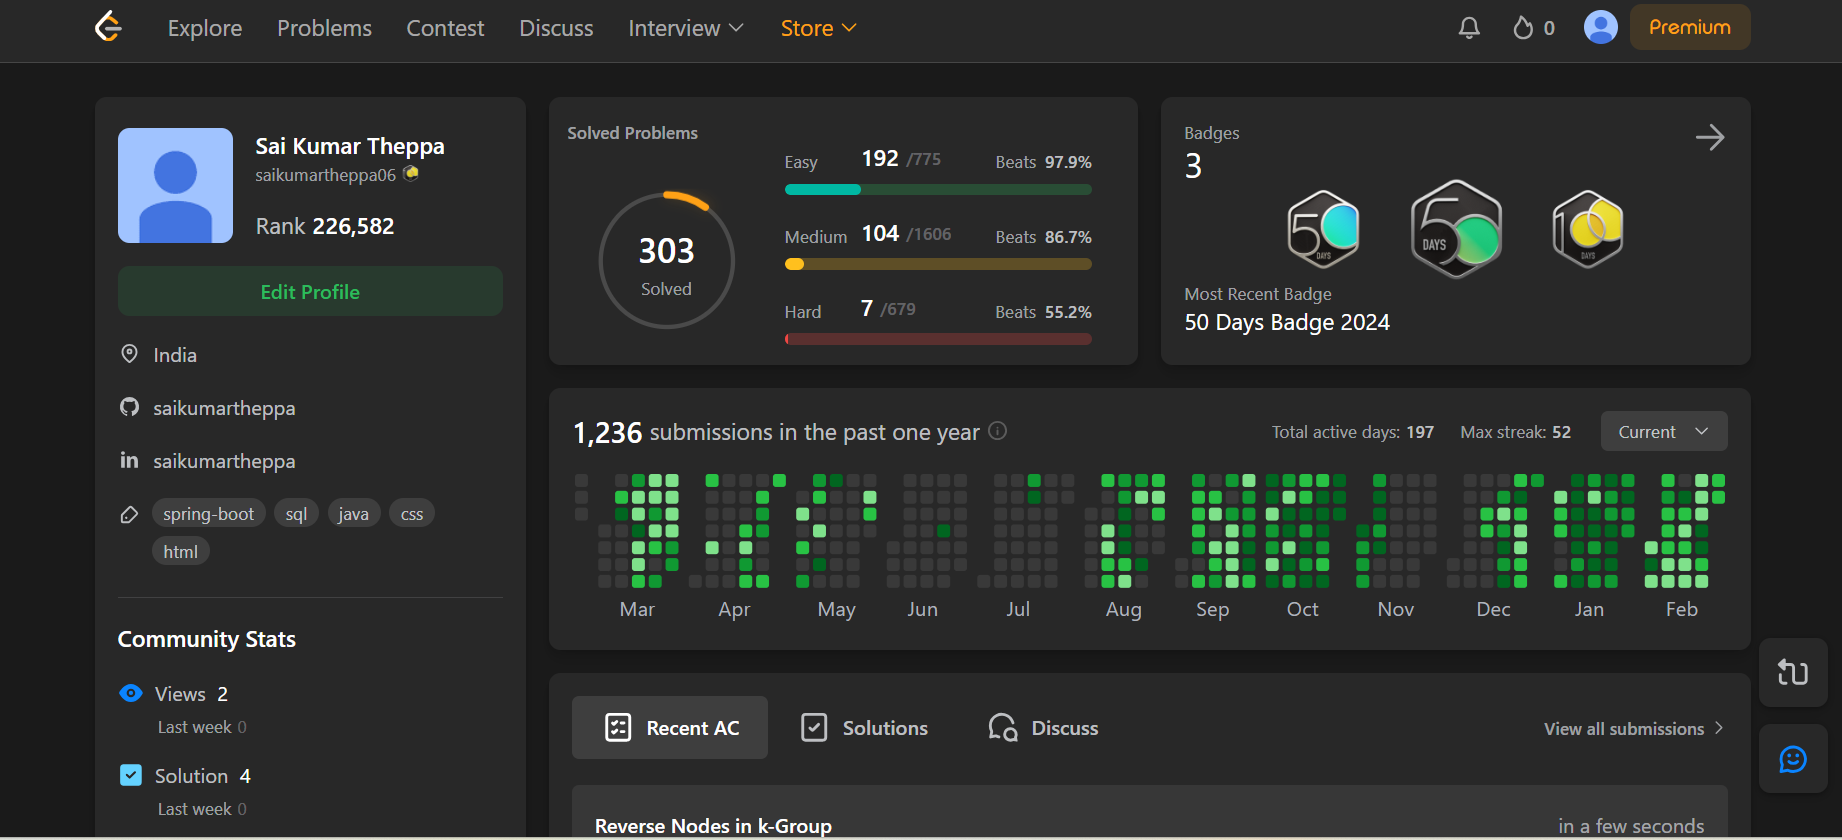 Explore Problems Contest Discuss Interview Store 0 Premium
Sai Kumar Theppa
saikumartheppa06
Rank 226,582
Edit Profile
India
saikumartheppa
saikumartheppa
spring-boot sql java css
html
Community Stats
Views 2
Last week 0
Solution 4
Last week 0
Solved Problems
303
Solved
Easy 192 /775 Beats 97.9%
Medium 104 /1606 Beats 86.7%
Hard 7 /679 Beats 55.2%
Badges
3
50 DAYS
50 DAYS
100 DAYS
Most Recent Badge
50 Days Badge 2024
1,236 submissions in the past one year Total active days: 197 Max streak: 52 Current
Mar Apr May Jun Jul Aug Sep Oct Nov Dec Jan Feb
Recent AC Solutions Discuss View all submissions
Reverse Nodes in k-Group in a few seconds